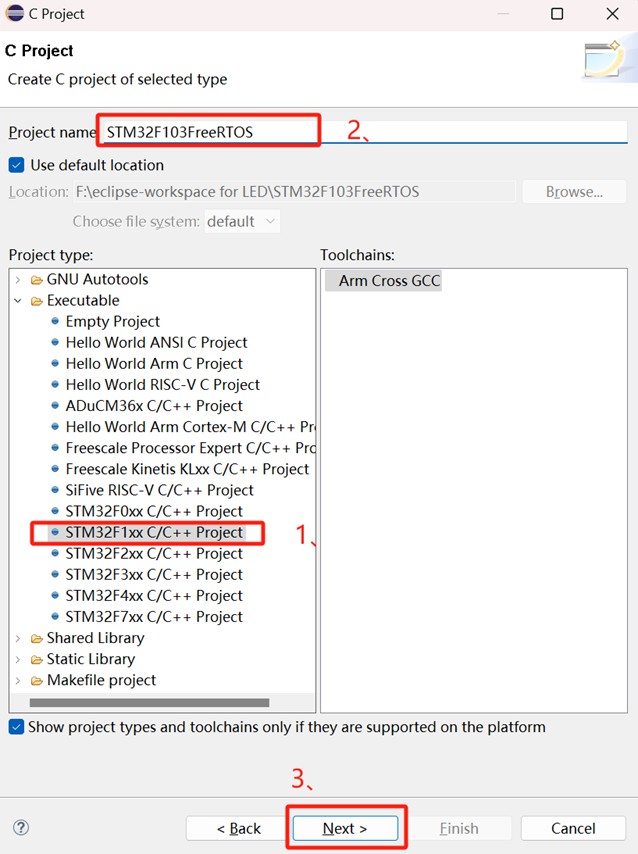 C Project
C Project
Create C project of selected type
Project name STM32F103FreeRTOS 2、
Use default location
Location: F:\eclipse-workspace for LED\STM32F103FreeRTOS Browse...
Choose file system: default
Project type: Toolchains:
GNU Autotools Arm Cross GCC
Executable
Empty Project
Hello World ANSI C Project
Hello World Arm C Project
Hello World RISC-V C Project
ADuCM36x C/C++ Project
Hello World Arm Cortex-M C/C++ Pr
Freescale Processor Expert C/C++ Pr
Freescale Kinetis KLxx C/C++ Project
SiFive RISC-V C/C++ Project
STM32F0xx C/C++ Project
STM32F1xx C/C++ Project 1、
STM32F2xx C/C++ Project
STM32F3xx C/C++ Project
STM32F4xx C/C++ Project
STM32F7xx C/C++ Project
Shared Library
Static Library
Makefile project
Show project types and toolchains only if they are supported on the platform
3、
? < Back Next > Finish Cancel